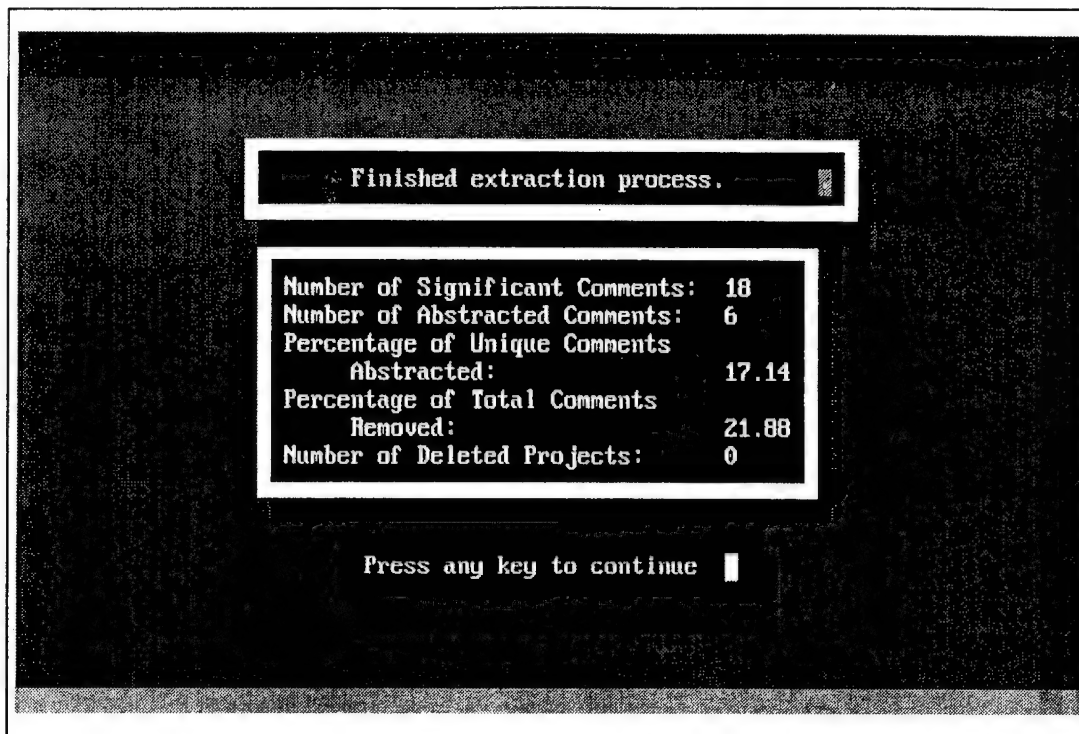 Finished extraction process.
Number of Significant Comments: 18
Number of Abstracted Comments: 6
Percentage of Unique Comments
Abstracted: 17.14
Percentage of Total Comments
Removed: 21.88
Number of Deleted Projects: 0
Press any key to continue